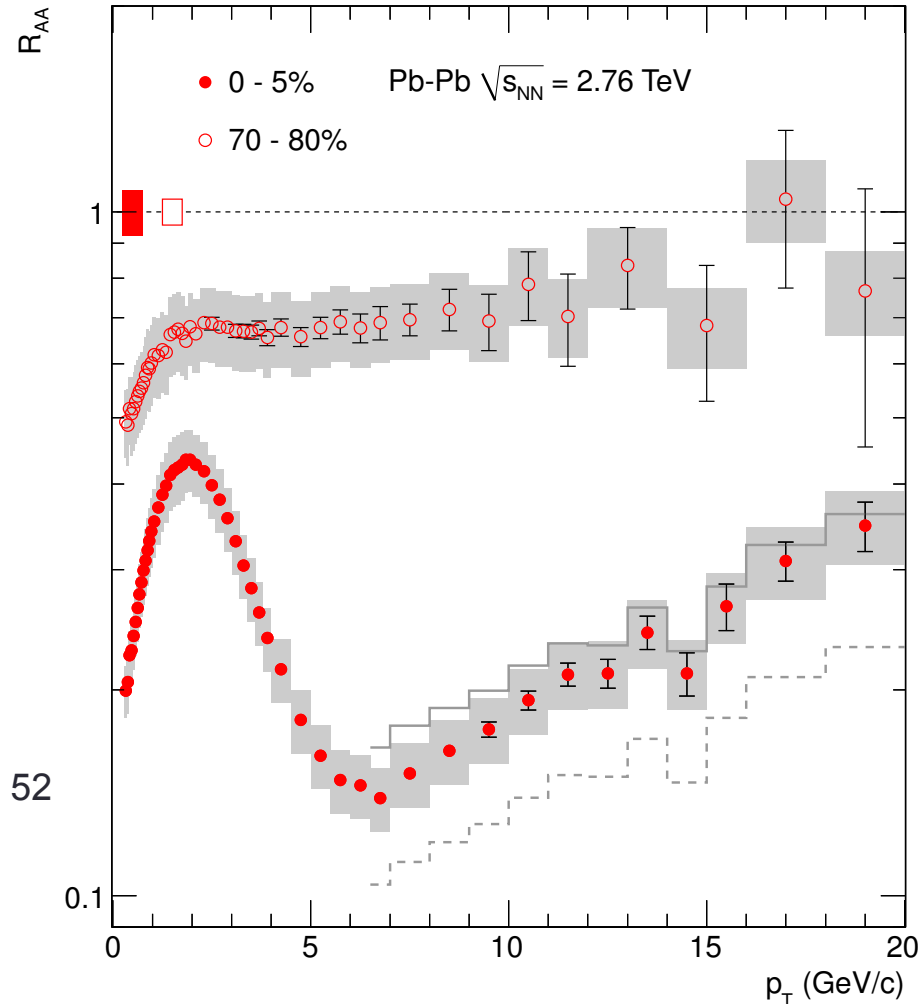 R_AA
0 - 5%
Pb-Pb √s_NN = 2.76 TeV
70 - 80%
1
52
0.1
0 5 10 15 20
p_T (GeV/c)